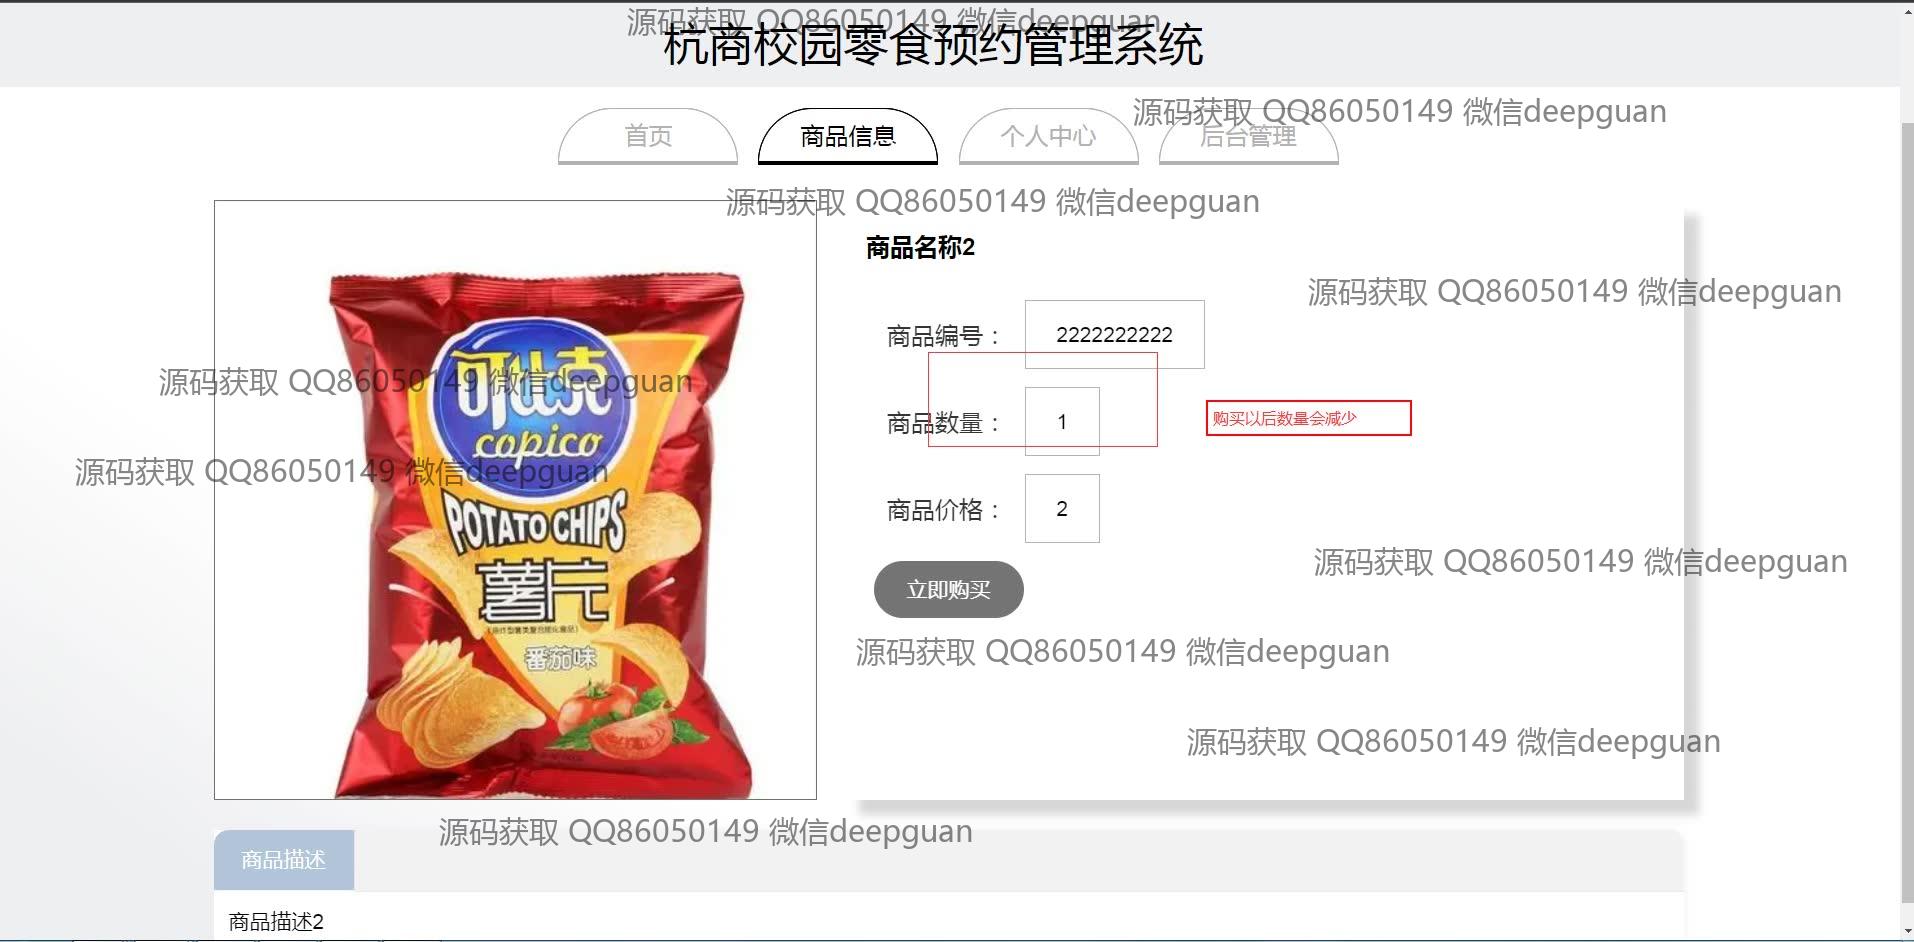 源码获取 QQ86050149 微信deepguan
杭商校园零食预约管理系统
首页
商品信息
个人中心
后台管理
源码获取 QQ86050149 微信deepguan
源码获取 QQ86050149 微信deepguan
商品名称2
源码获取 QQ86050149 微信deepguan
商品编号： 2222222222
源码获取 QQ86050149 微信deepguan
可比克
copico
商品数量： 1
购买以后数量会减少
源码获取 QQ86050149 微信deepguan
POTATO CHIPS
商品价格： 2
源码获取 QQ86050149 微信deepguan
薯片
立即购买
番茄味
源码获取 QQ86050149 微信deepguan
源码获取 QQ86050149 微信deepguan
源码获取 QQ86050149 微信deepguan
商品描述
商品描述2